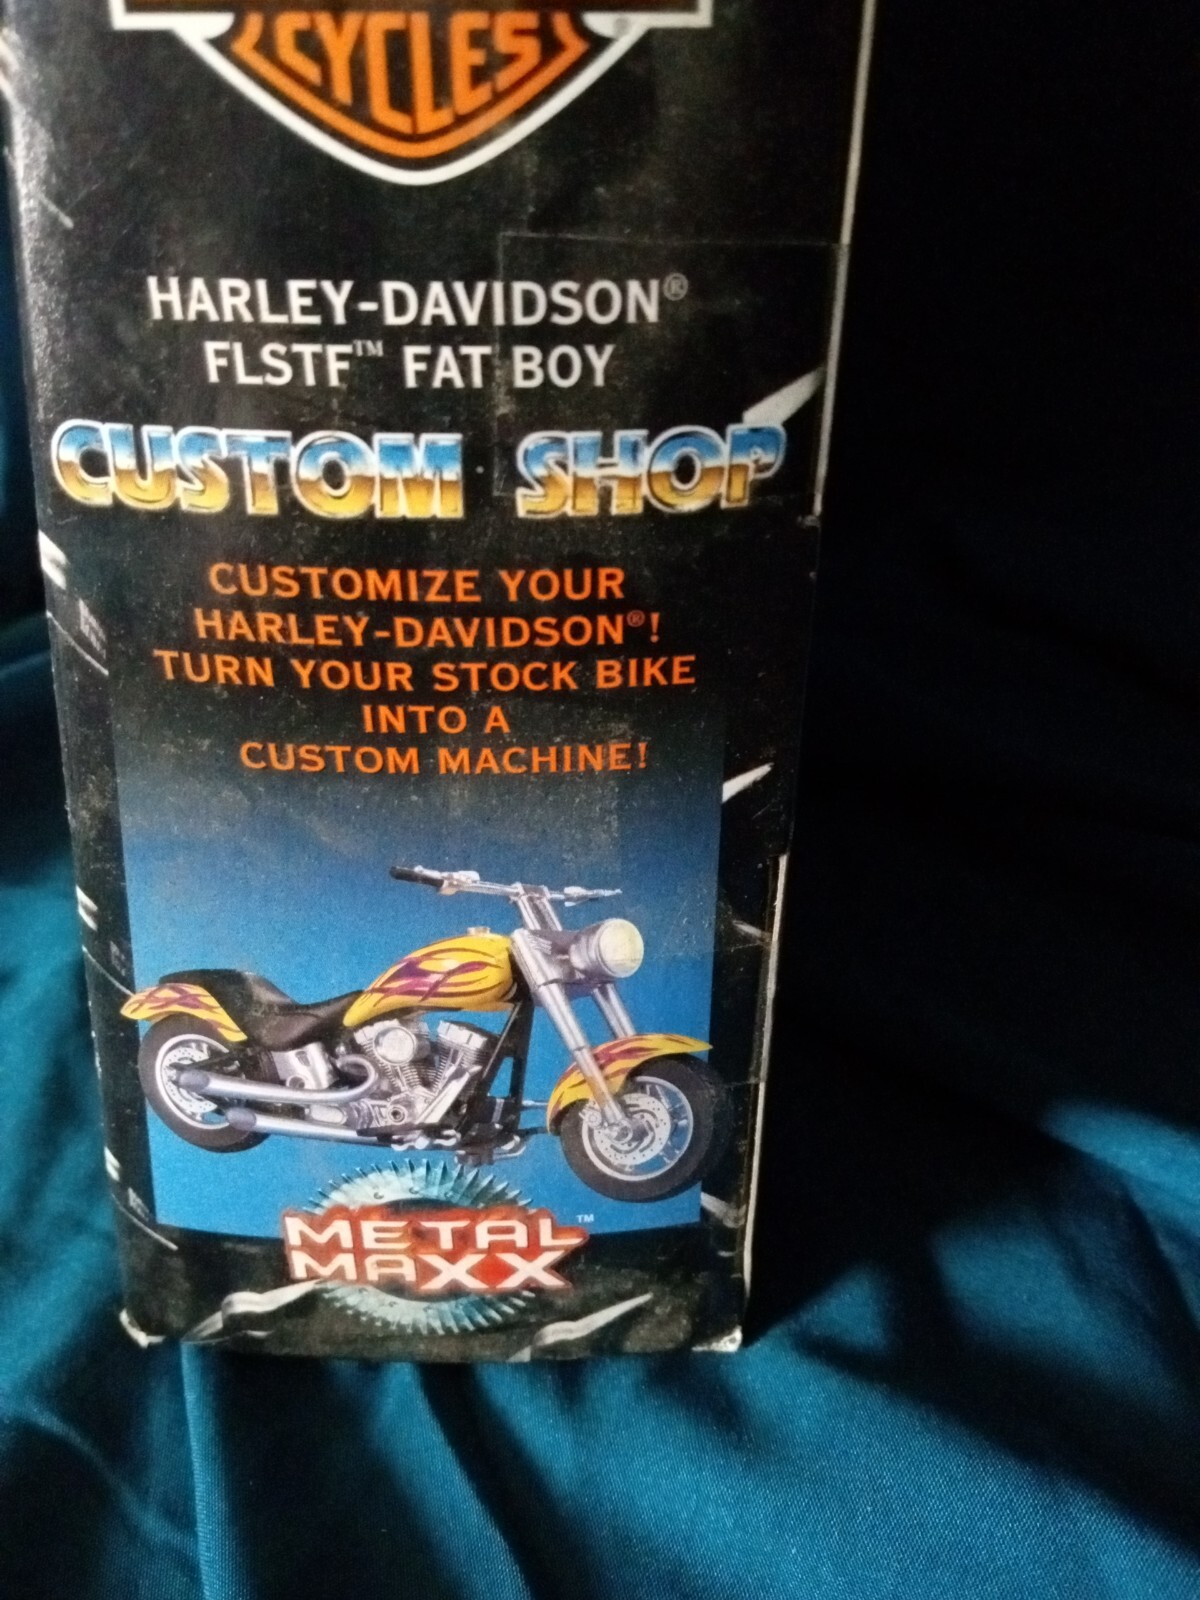 CYCLES
HARLEY-DAVIDSON®
FLSTF™ FAT BOY
CUSTOM SHOP
CUSTOMIZE YOUR
HARLEY-DAVIDSON®!
TURN YOUR STOCK BIKE
INTO A
CUSTOM MACHINE!
METAL™
MAXX